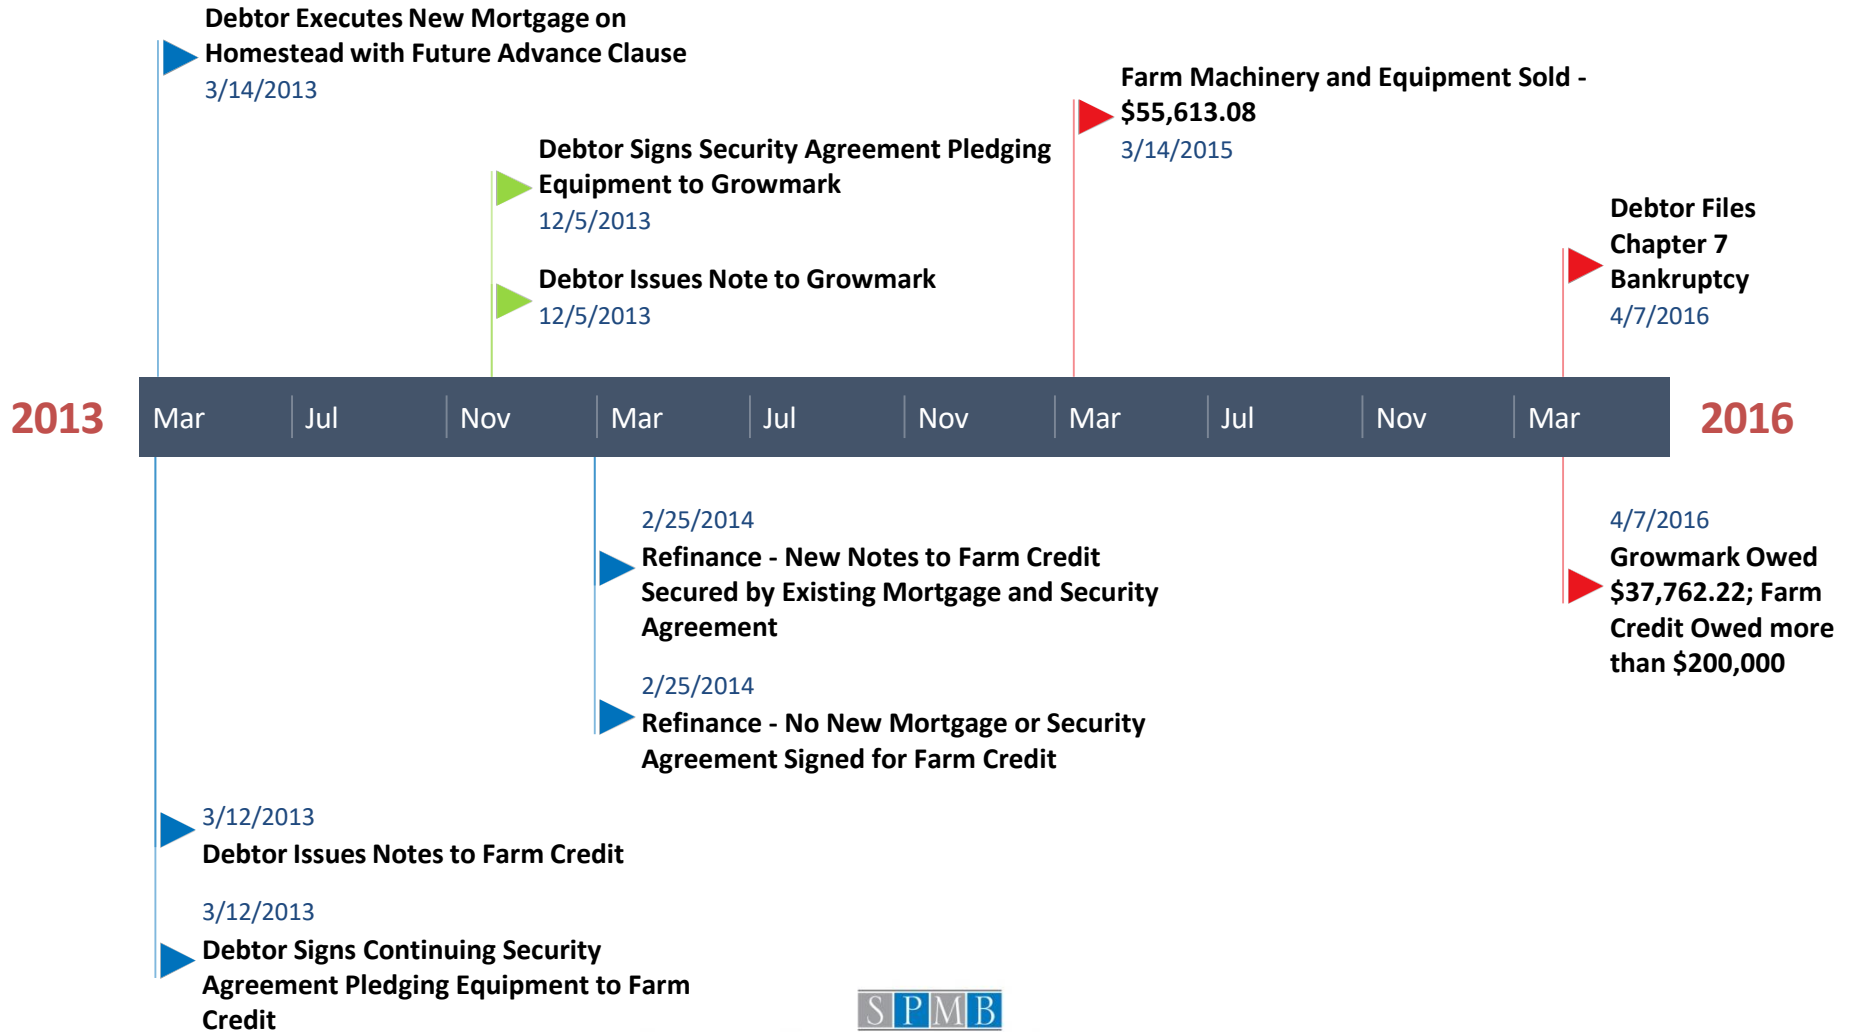 Debtor Executes New Mortgage on
Homestead with Future Advance Clause
3/14/2013
Farm Machinery and Equipment Sold -
$55,613.08
3/14/2015
Debtor Signs Security Agreement Pledging
Equipment to Growmark
12/5/2013
Debtor Files
Chapter 7
Bankruptcy
4/7/2016
Debtor Issues Note to Growmark
12/5/2013
2013 Mar Jul Nov Mar Jul Nov Mar Jul Nov Mar 2016
2/25/2014
Refinance - New Notes to Farm Credit
Secured by Existing Mortgage and Security
Agreement
4/7/2016
Growmark Owed
$37,762.22; Farm
Credit Owed more
than $200,000
2/25/2014
Refinance - No New Mortgage or Security
Agreement Signed for Farm Credit
3/12/2013
Debtor Issues Notes to Farm Credit
3/12/2013
Debtor Signs Continuing Security
Agreement Pledging Equipment to Farm
Credit
SPMB